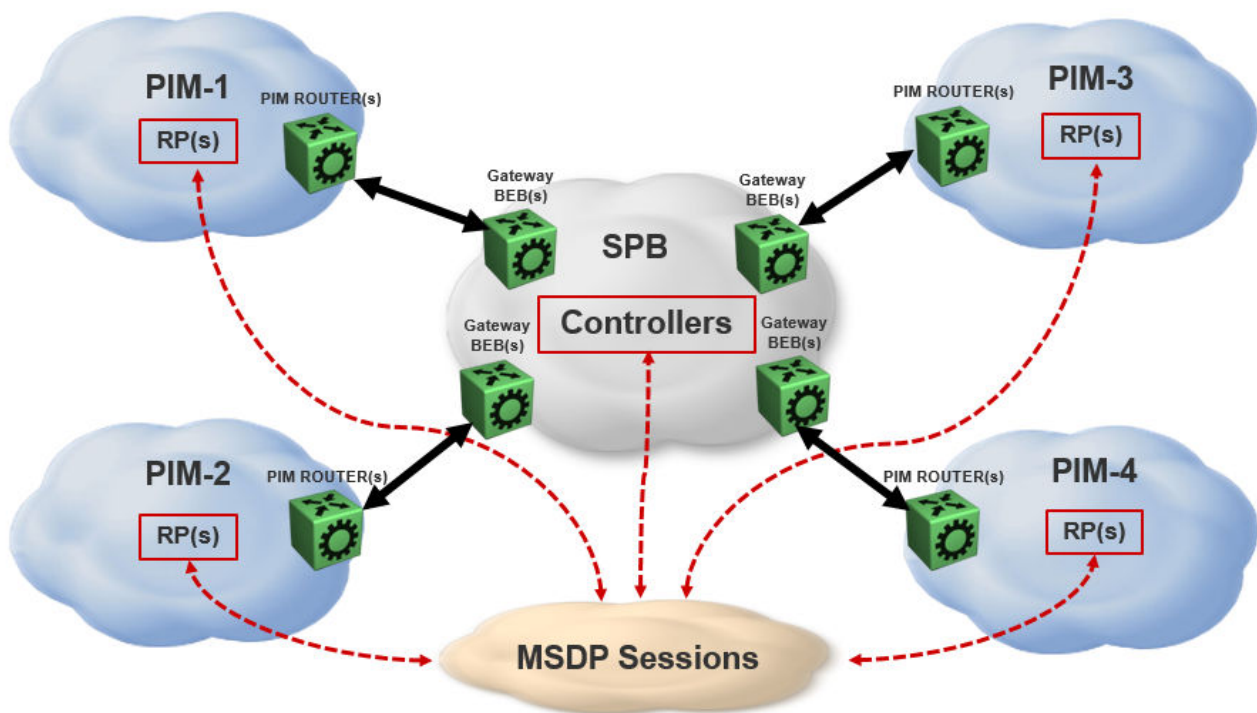 PIM-1
PIM ROUTER(s)
RP(s)
PIM-3
PIM ROUTER(s)
RP(s)
Gateway
BEB(s)
Gateway
BEB(s)
SPB
Controllers
Gateway
BEB(s)
Gateway
BEB(s)
PIM-2
PIM ROUTER(s)
RP(s)
PIM-4
PIM ROUTER(s)
RP(s)
MSDP Sessions